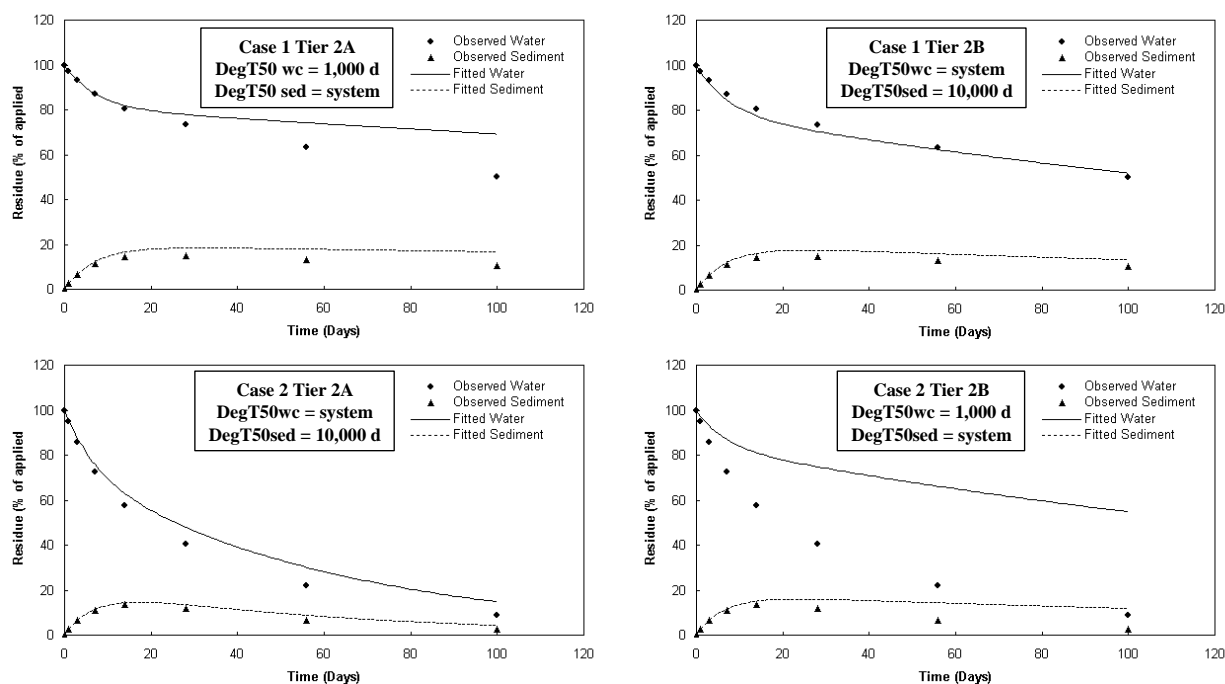 120
100
80
60
40
20
0
Residue (% of applied
Case 1 Tier 2A
DegT50 wc = 1,000 d
DegT50 sed = system
Observed Water
Observed Sediment
Fitted Water
Fitted Sediment
0 20 40 60 80 100 120
Time (Days)
120
100
80
60
40
20
0
Residue (% of applied
Case 1 Tier 2B
DegT50wc = system
DegT50sed = 10,000 d
Observed Water
Observed Sediment
Fitted Water
Fitted Sediment
0 20 40 60 80 100 120
Time (Days)
120
100
80
60
40
20
0
Residue (% of applied
Case 2 Tier 2A
DegT50wc = system
DegT50sed = 10,000 d
Observed Water
Observed Sediment
Fitted Water
Fitted Sediment
0 20 40 60 80 100 120
Time (Days)
120
100
80
60
40
20
0
Residue (% of applied
Case 2 Tier 2B
DegT50wc = 1,000 d
DegT50sed = system
Observed Water
Observed Sediment
Fitted Water
Fitted Sediment
0 20 40 60 80 100 120
Time (Days)